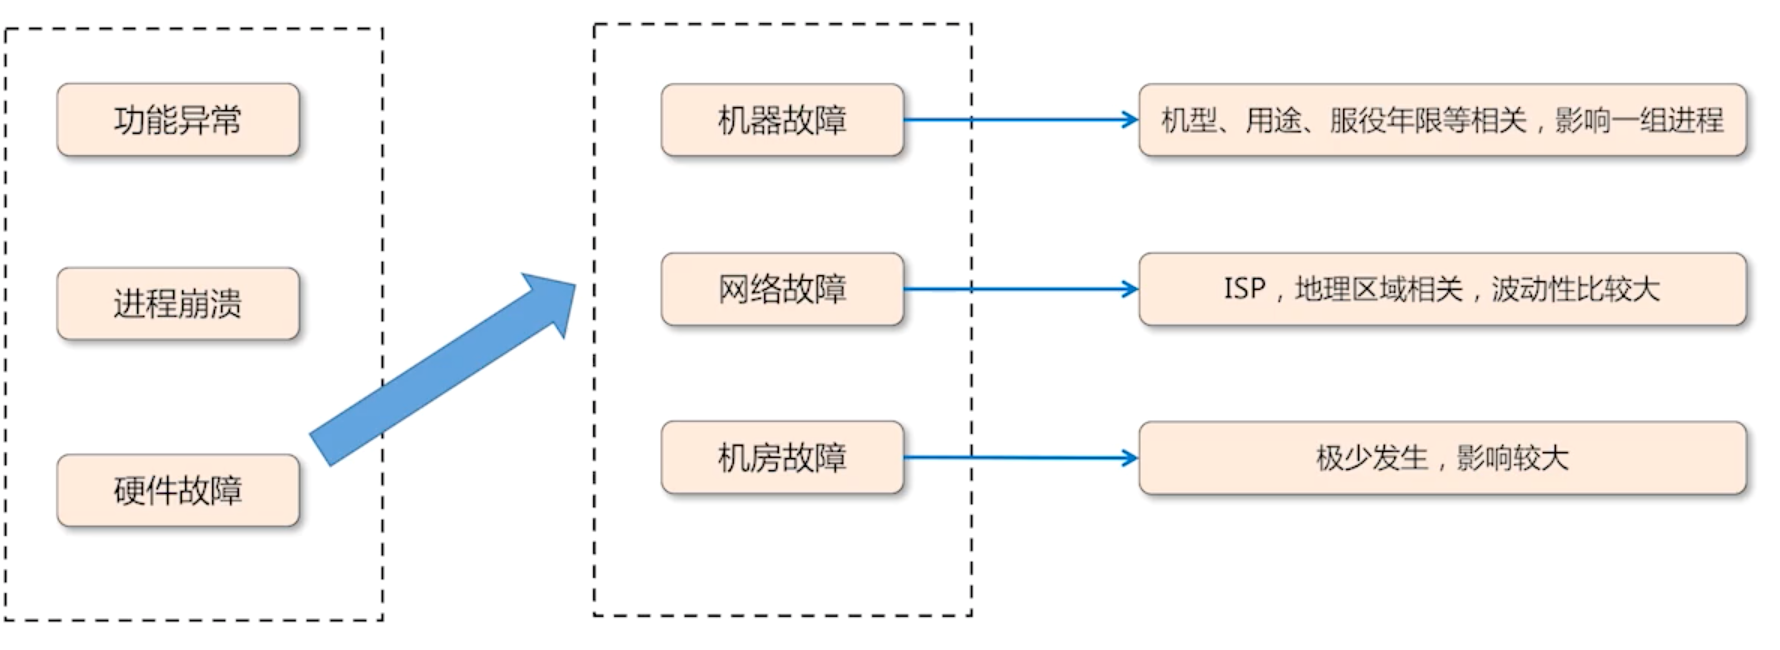 功能异常
进程崩溃
硬件故障
机器故障
机型、用途、服役年限等相关，影响一组进程
网络故障
ISP，地理区域相关，波动性比较大
机房故障
极少发生，影响较大